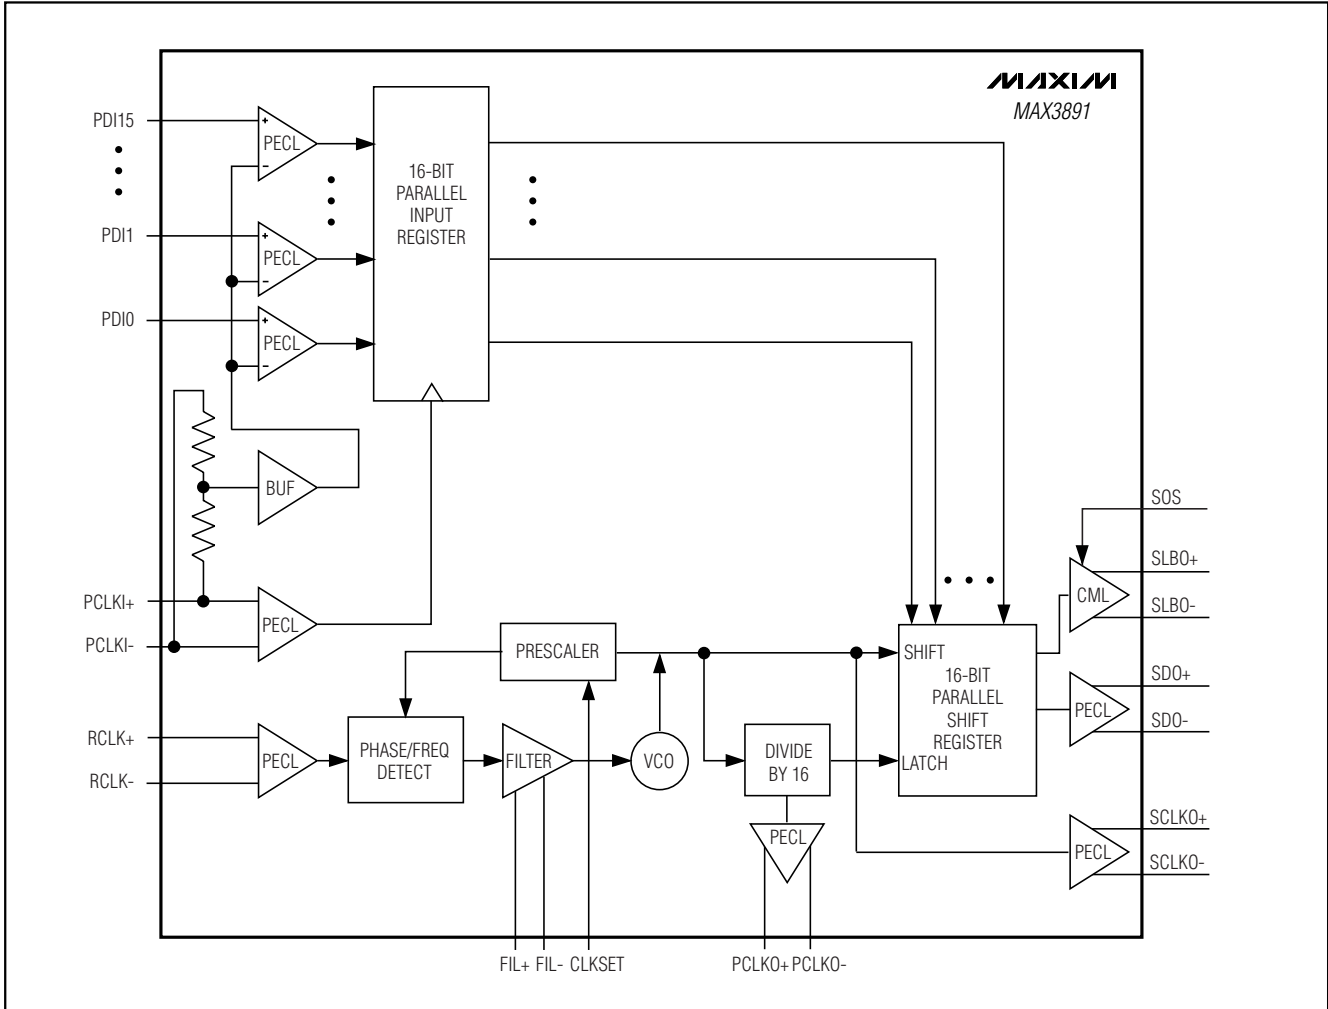 MAXIM
MAX3891
PDI15
+
PECL
-
16-BIT
PARALLEL
INPUT
REGISTER
PDI1
+
PECL
-
PDI0
+
PECL
-
BUF
SOS
SLBO+
CML
SLBO-
PCLKI+
PECL
PCLKI-
PRESCALER
SHIFT
16-BIT
PARALLEL
SHIFT
REGISTER
LATCH
SDO+
PECL
SDO-
RCLK+
PECL
RCLK-
PHASE/FREQ
DETECT
FILTER
VCO
DIVIDE
BY 16
PECL
SCLKO+
PECL
SCLKO-
FIL+ FIL- CLKSET
PCLKO+ PCLKO-